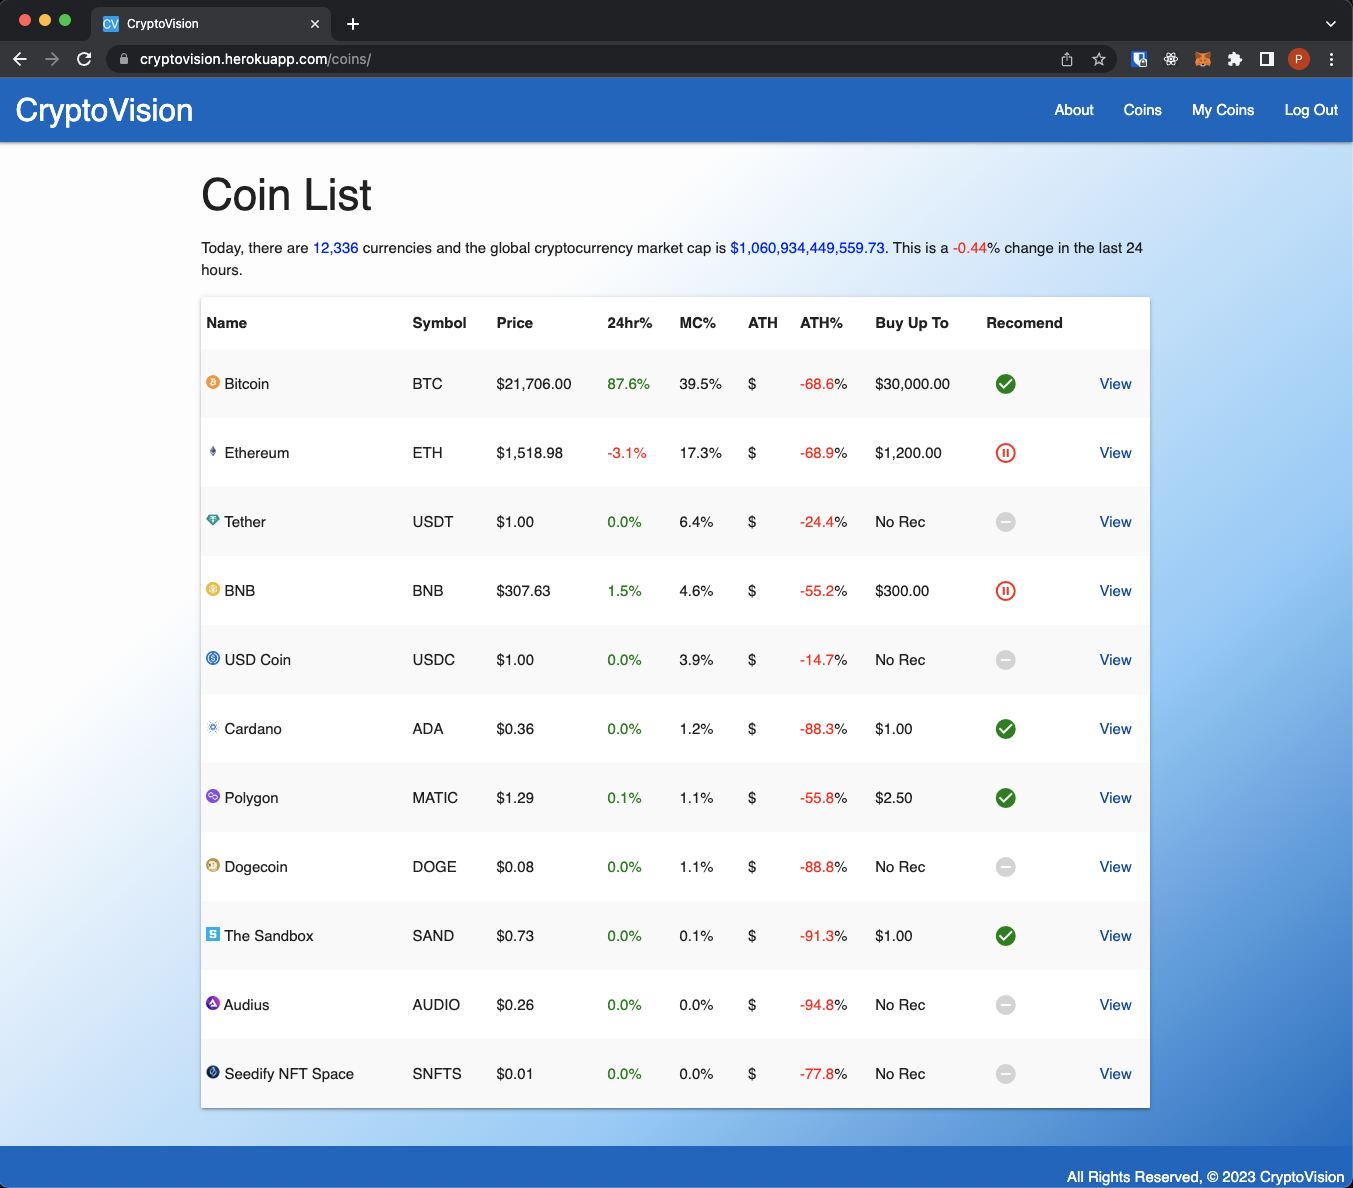 CV CryptoVision
cryptovision.herokuapp.com/coins/
P
CryptoVision
About Coins My Coins Log Out
Coin List
Today, there are 12,336 currencies and the global cryptocurrency market cap is $1,060,934,449,559.73. This is a -0.44% change in the last 24
hours.
Name Symbol Price 24hr% MC% ATH ATH% Buy Up To Recomend
Bitcoin BTC $21,706.00 87.6% 39.5% $ -68.6% $30,000.00 View
Ethereum ETH $1,518.98 -3.1% 17.3% $ -68.9% $1,200.00 View
Tether USDT $1.00 0.0% 6.4% $ -24.4% No Rec View
BNB BNB $307.63 1.5% 4.6% $ -55.2% $300.00 View
USD Coin USDC $1.00 0.0% 3.9% $ -14.7% No Rec View
Cardano ADA $0.36 0.0% 1.2% $ -88.3% $1.00 View
Polygon MATIC $1.29 0.1% 1.1% $ -55.8% $2.50 View
Dogecoin DOGE $0.08 0.0% 1.1% $ -88.8% No Rec View
S The Sandbox SAND $0.73 0.0% 0.1% $ -91.3% $1.00 View
Audius AUDIO $0.26 0.0% 0.0% $ -94.8% No Rec View
Seedify NFT Space SNFTS $0.01 0.0% 0.0% $ -77.8% No Rec View
All Rights Reserved, © 2023 CryptoVision